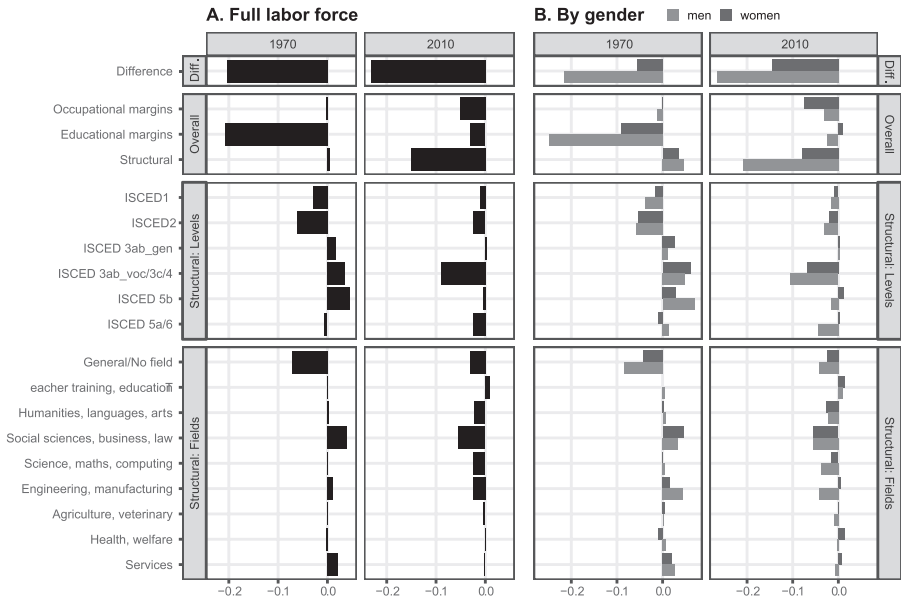 A. Full labor force
B. By gender
men
women
1970
2010
1970
2010
Difference
Diff.
Diff.
Occupational margins
Educational margins
Structural
Overall
Overall
ISCED1
ISCED2
ISCED 3ab_gen
ISCED 3ab_voc/3c/4
ISCED 5b
ISCED 5a/6
Structural: Levels
Structural: Levels
General/No field
eacher training, educationT
Humanities, languages, arts
Social sciences, business, law
Science, maths, computing
Engineering, manufacturing
Agriculture, veterinary
Health, welfare
Services
Structural: Fields
Structural: Fields
−0.2 −0.1 0.0
−0.2 −0.1 0.0
−0.2 −0.1 0.0
−0.2 −0.1 0.0